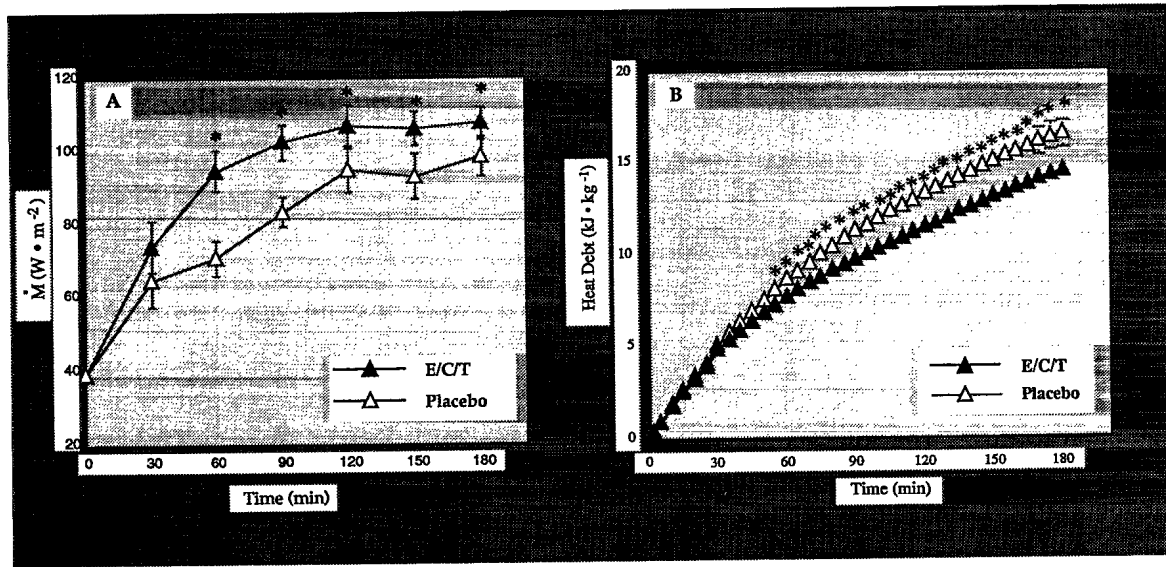 A
120
100
80
60
40
20
Ṁ (W • m⁻²)
* * * * *
E/C/T
Placebo
0 30 60 90 120 150 180
Time (min)
B
20
15
10
5
0
Heat Debt (kJ • kg⁻¹)
E/C/T
Placebo
0 30 60 90 120 150 180
Time (min)